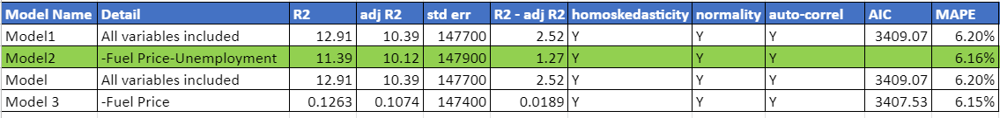 Model Name Detail R2 adj R2 std err R2 - adj R2 homoskedasticity normality auto-correl AIC MAPE
Model1 All variables included 12.91 10.39 147700 2.52 Y Y Y 3409.07 6.20%
Model2 -Fuel Price-Unemployment 11.39 10.12 147900 1.27 Y Y Y 6.16%
Model All variables included 12.91 10.39 147700 2.52 Y Y Y 3409.07 6.20%
Model 3 -Fuel Price 0.1263 0.1074 147400 0.0189 Y Y Y 3407.53 6.15%